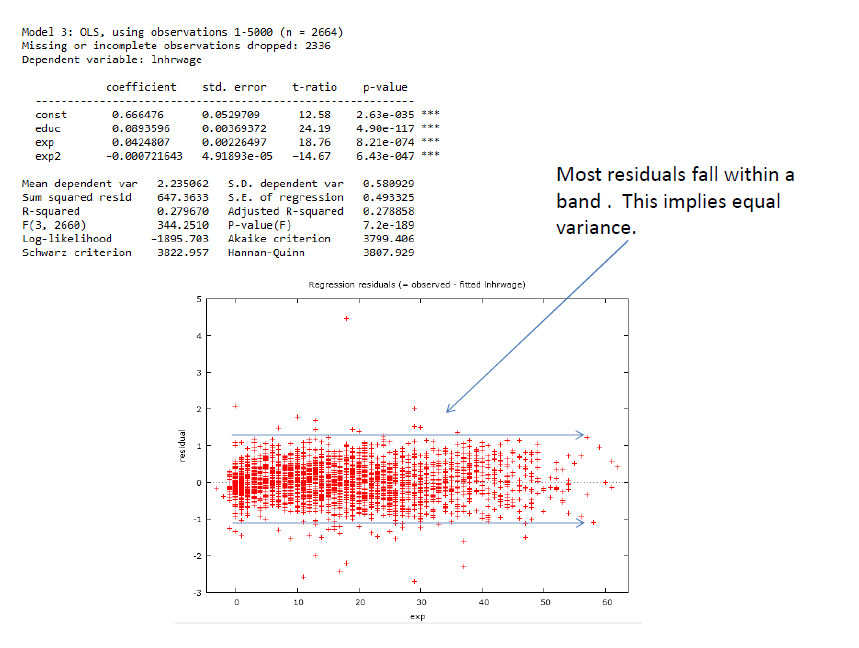 Model 3: OLS, using observations 1-5000 (n = 2664)
Missing or incomplete observations dropped: 2336
Dependent variable: lnhrwage
coefficient std. error t-ratio p-value
const 0.666476 0.0529709 12.58 2.63e-035 ***
educ 0.0893596 0.00369372 24.19 4.90e-117 ***
exp 0.0424807 0.00226497 18.76 8.21e-074 ***
exp2 -0.000721643 4.91893e-05 -14.67 6.43e-047 ***
Mean dependent var 2.235062 S.D. dependent var 0.580929
Sum squared resid 647.3633 S.E. of regression 0.493325
R-squared 0.279670 Adjusted R-squared 0.278858
F(3, 2660) 344.2510 P-value(F) 7.2e-189
Log-likelihood -1895.703 Akaike criterion 3799.406
Schwarz criterion 3822.957 Hannan-Quinn 3807.929
Most residuals fall within a
band . This implies equal
variance.
Regression residuals (= observed - fitted lnhrwage)
5
4
3
2
1
0
-1
-2
-3
residual
0 10 20 30 40 50 60
exp